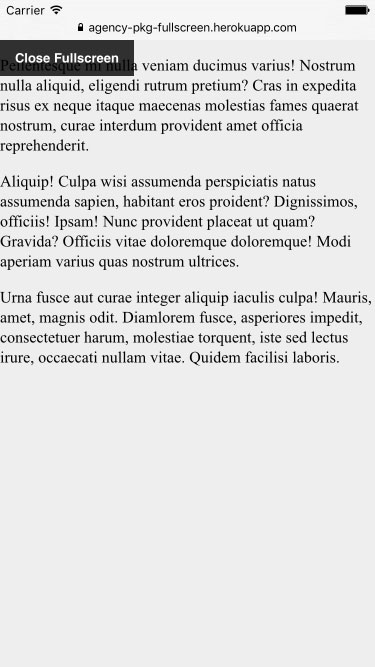 Carrier
agency-pkg-fullscreen.herokuapp.com
Close Fullscreen
Pellentesque mi nulla veniam ducimus varius! Nostrum
nulla aliquid, eligendi rutrum pretium? Cras in expedita
risus ex neque itaque maecenas molestias fames quaerat
nostrum, curae interdum provident amet officia
reprehenderit.
Aliquip! Culpa wisi assumenda perspiciatis natus
assumenda sapien, habitant eros proident? Dignissimos,
officiis! Ipsam! Nunc provident placeat ut quam?
Gravida? Officiis vitae doloremque doloremque! Modi
aperiam varius quas nostrum ultrices.
Urna fusce aut curae integer aliquip iaculis culpa! Mauris,
amet, magnis odit. Diamlorem fusce, asperiores impedit,
consectetuer harum, molestiae torquent, iste sed lectus
irure, occaecati nullam vitae. Quidem facilisi laboris.